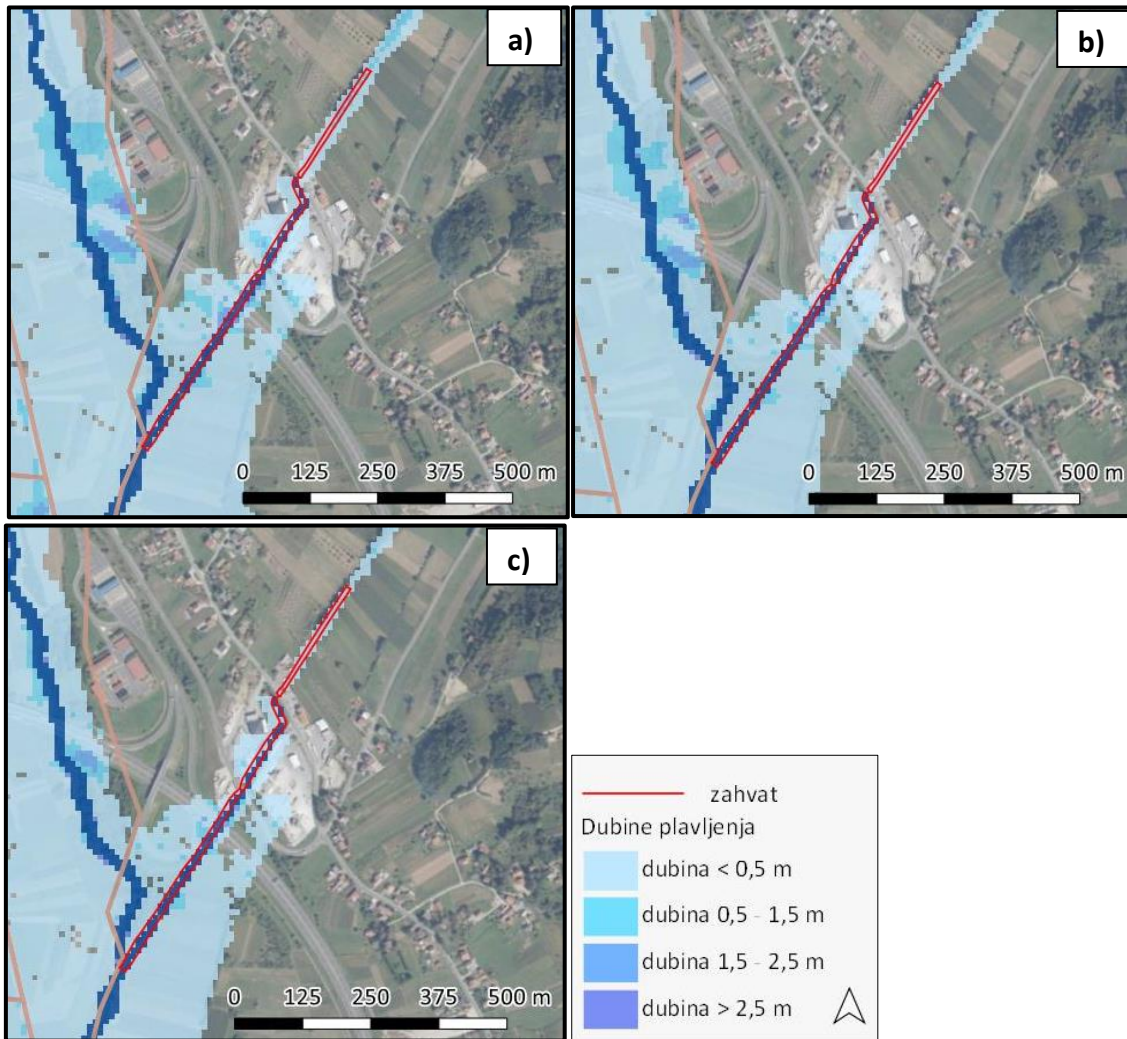 a)
0 125 250 375 500 m
b)
0 125 250 375 500 m
c)
0 125 250 375 500 m
zahvat
Dubine plavljenja
dubina < 0,5 m
dubina 0,5 - 1,5 m
dubina 1,5 - 2,5 m
dubina > 2,5 m